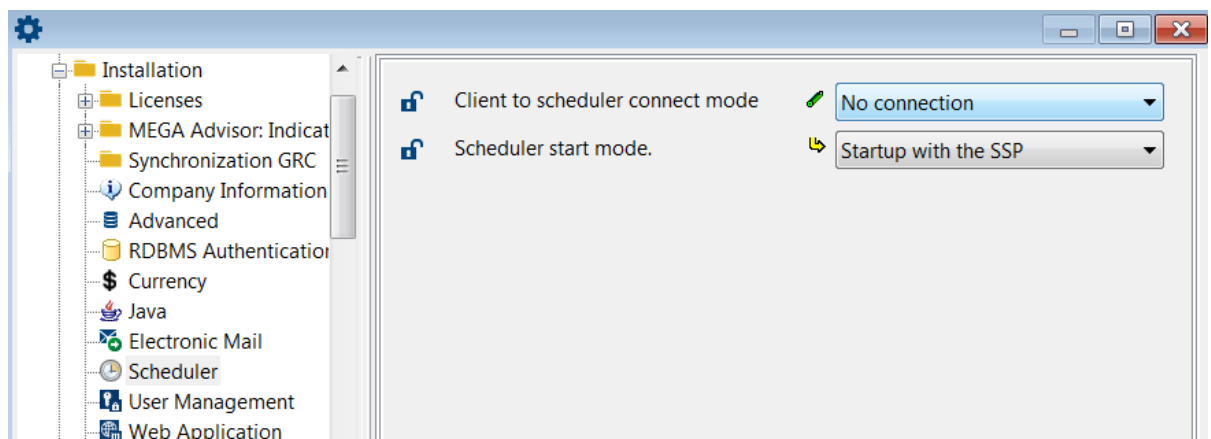 Installation
Licenses
MEGA Advisor: Indicat
Synchronization GRC
Company Information
Advanced
RDBMS Authentication
Currency
Java
Electronic Mail
Scheduler
User Management
Web Application
Client to scheduler connect mode No connection
Scheduler start mode. Startup with the SSP